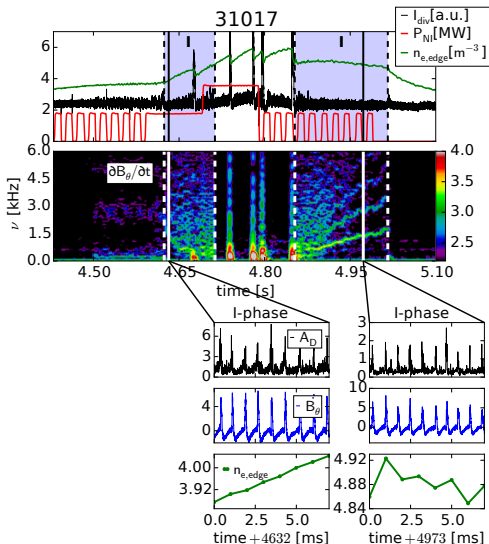 31017
I_div[a.u.]
P_NI[MW]
n_e,edge[m⁻³]
I
I
6
4
2
0
6.0
4.5
3.0
1.5
0.0
ν [kHz]
∂B_θ/∂t
4.0
3.5
3.0
2.5
4.50
4.65
4.80
4.95
5.10
time [s]
I-phase
I-phase
6
3
0
- A_D
3
2
1
0
4
0
- B_θ
10
5
0
4.00
3.92
n_e,edge
4.92
4.88
4.84
0.0
2.5
5.0
0.0
2.5
5.0
7.5
time+4632
time+4973